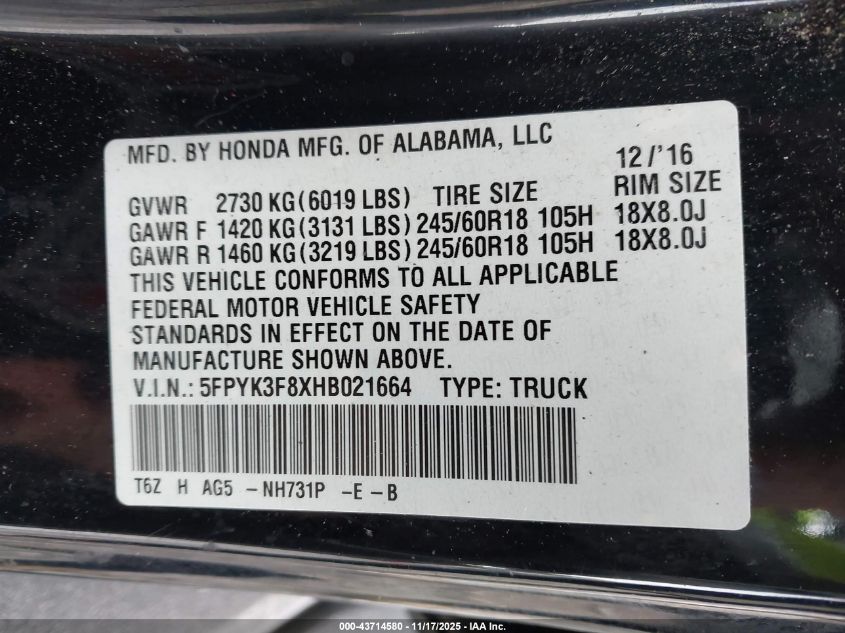 MFD. BY HONDA MFG. OF ALABAMA, LLC 12/'16
GVWR 2730 KG(6019 LBS) TIRE SIZE RIM SIZE
GAWR F 1420 KG(3131 LBS)245/60R18 105H 18X8.0J
GAWR R 1460 KG(3219 LBS)245/60R18 105H 18X8.0J
THIS VEHICLE CONFORMS TO ALL APPLICABLE
FEDERAL MOTOR VEHICLE SAFETY
STANDARDS IN EFFECT ON THE DATE OF
MANUFACTURE SHOWN ABOVE.
V.I.N.: 5FPYK3F8XHB021664 TYPE: TRUCK
T6Z H AG5 -NH731P -E -B
000-43714580 - 11/17/2025 - IAA Inc.